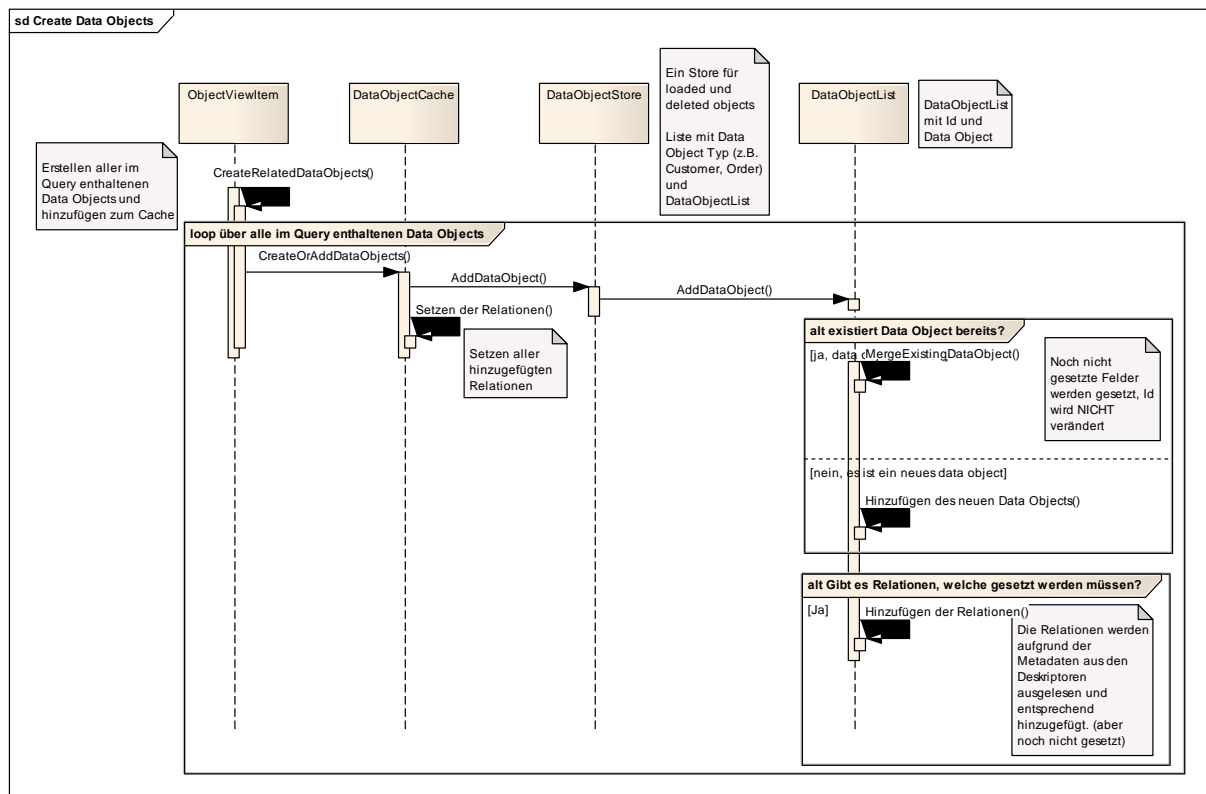 sd Create Data Objects
ObjectViewItem
DataObjectCache
DataObjectStore
DataObjectList
Ein Store für
loaded und
deleted objects
Liste mit Data
Object Typ (z.B.
Customer, Order)
und
DataObjectList
DataObjectList
mit Id und
Data Object
Erstellen aller im
Query enthaltenen
Data Objects und
hinzufügen zum Cache
CreateRelatedDataObjects()
loop über alle im Query enthaltenen Data Objects
CreateOrAddDataObjects()
AddDataObject()
AddDataObject()
Setzen der Relationen()
Setzen aller
hinzugefügten
Relationen
alt existiert Data Object bereits?
[ja, data
MergeExistingDataObject()
Noch nicht
gesetzte Felder
werden gesetzt, Id
wird NICHT
verändert
[nein, es ist ein neues data object]
Hinzufügen des neuen Data Objects()
alt Gibt es Relationen, welche gesetzt werden müssen?
[Ja]
Hinzufügen der Relationen()
Die Relationen werden
aufgrund der
Metadaten aus den
Deskriptoren
ausgelesen und
entsprechend
hinzugefügt. (aber
noch nicht gesetzt)